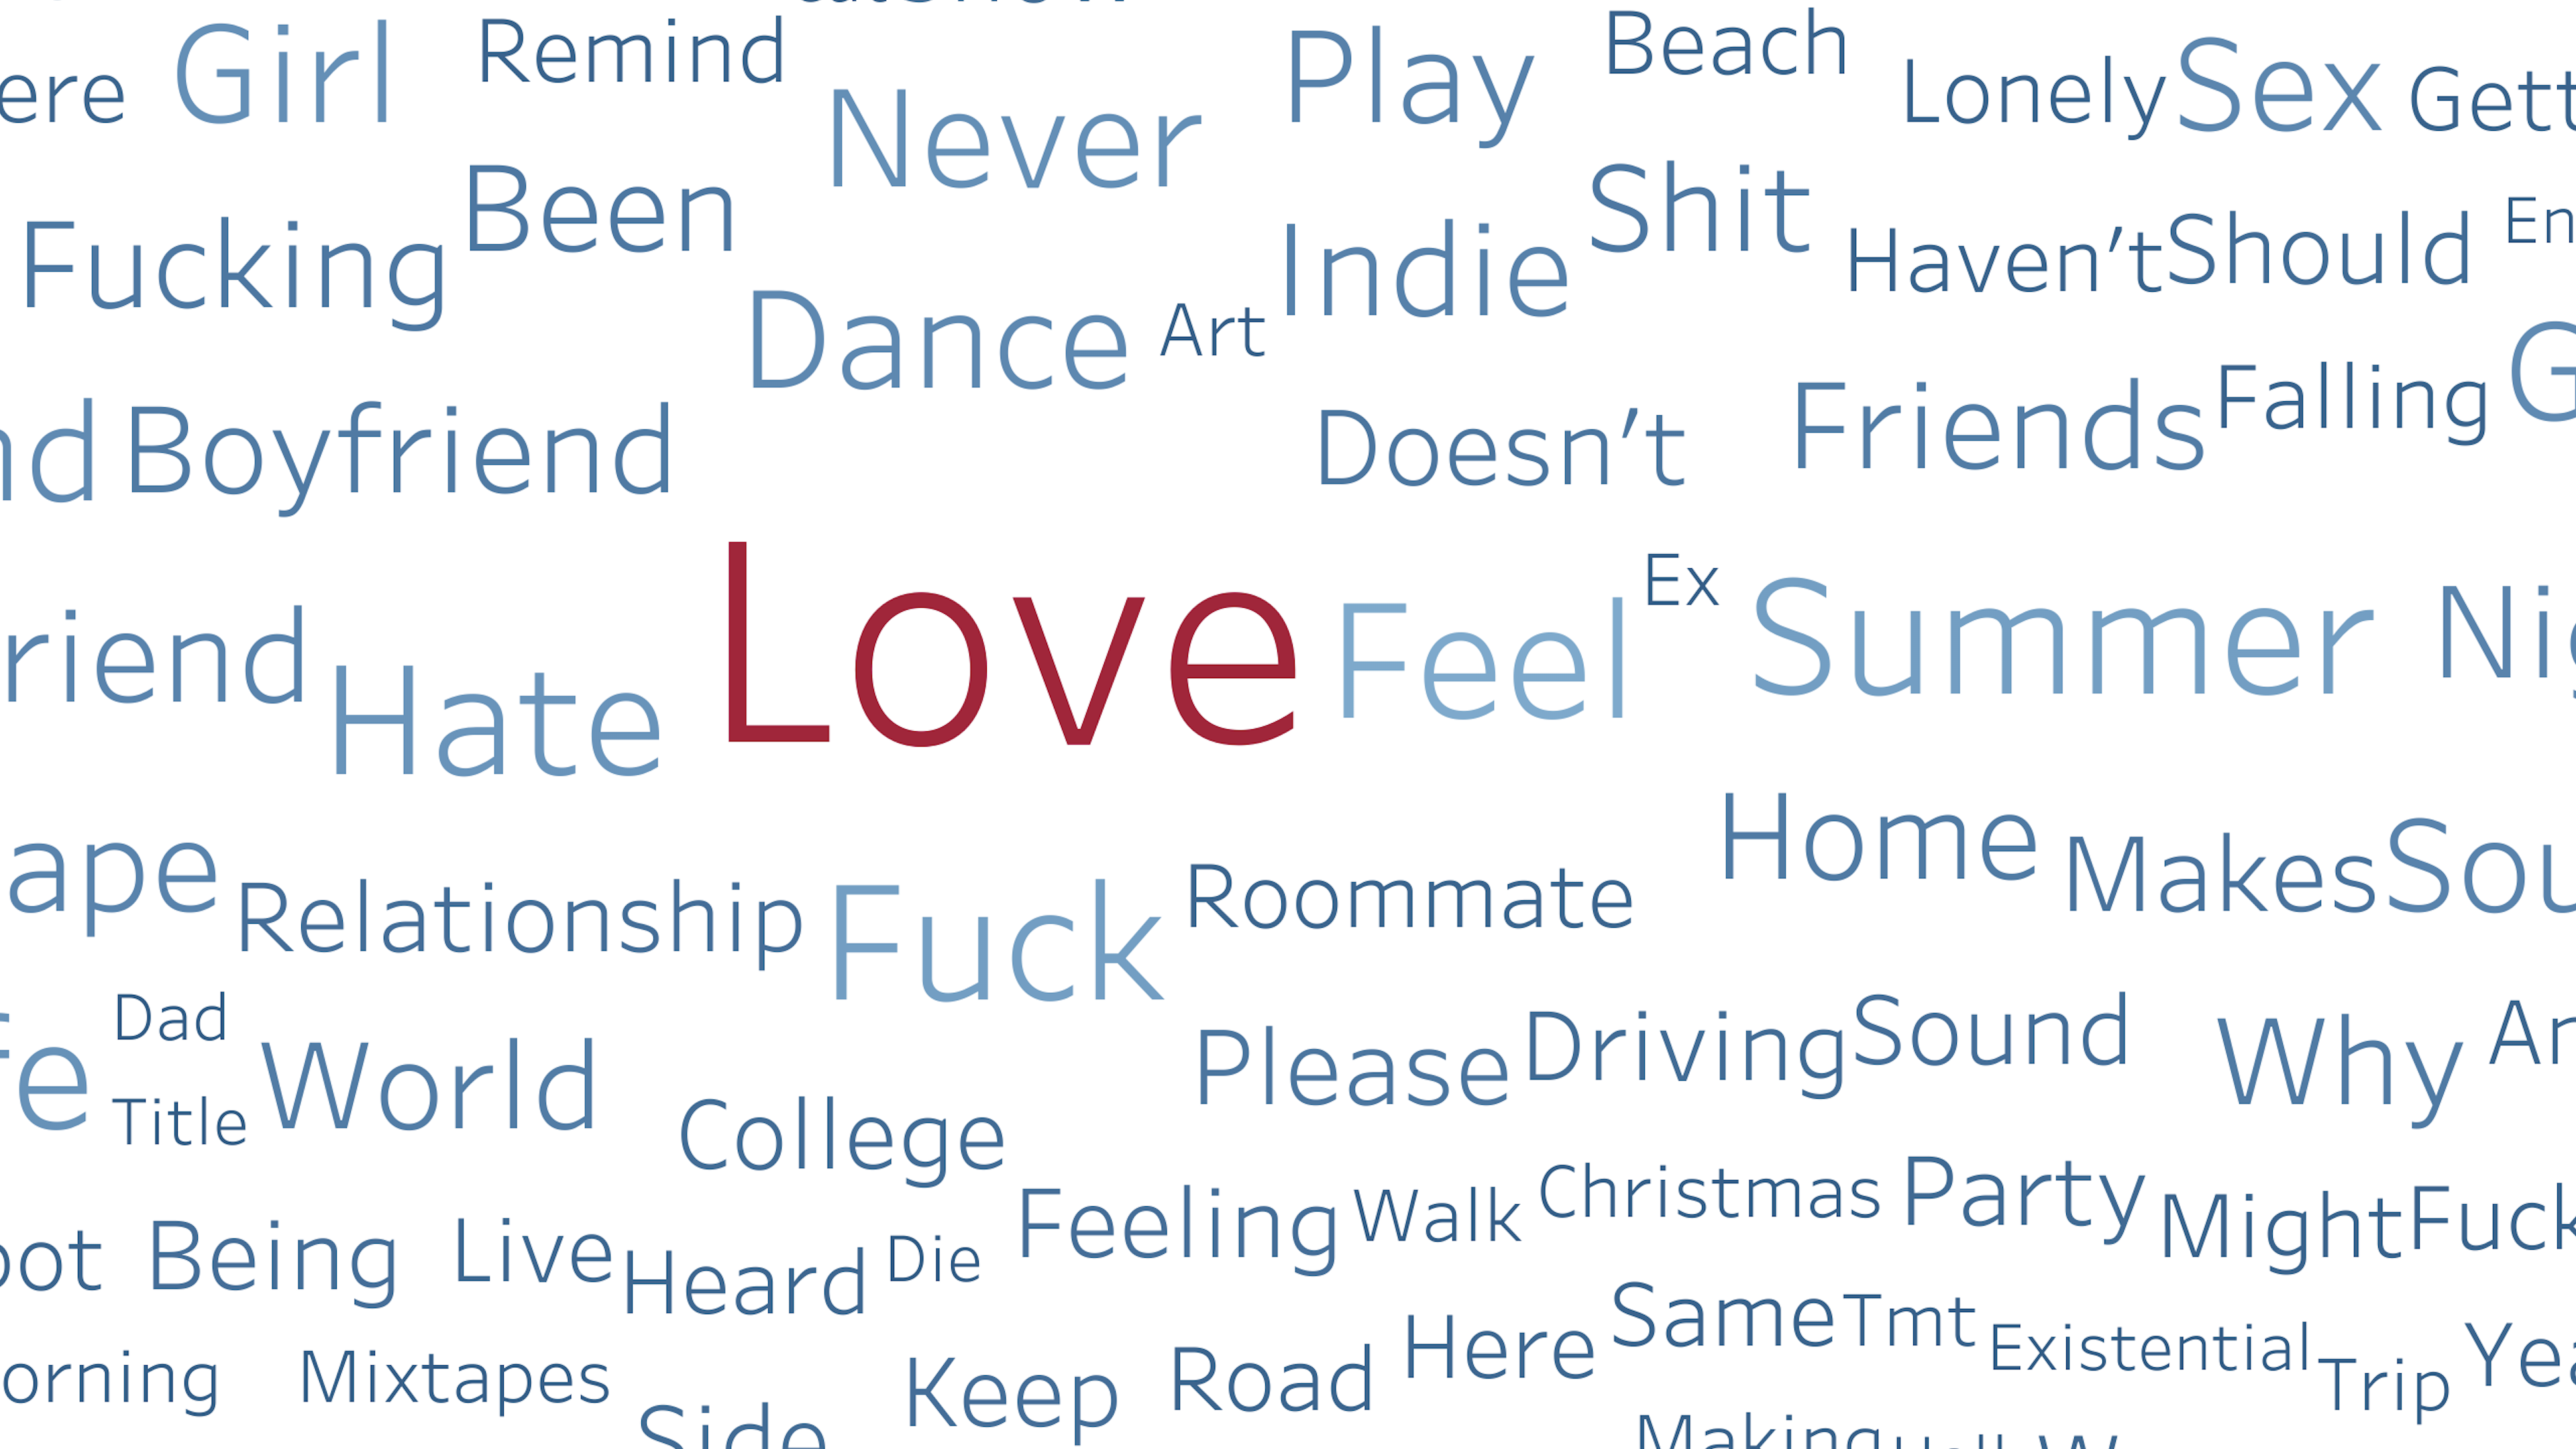 ere Girl Remind Never Play Beach Lonely Sex Gett
Fucking Been Dance Art Indie Shit Haven't Should En
nd Boyfriend Doesn't Friends Falling G
riend Hate Love Feel Ex Summer Nig
ape Relationship Fuck Roommate Home Makes Sou
fe Dad World Please Driving Sound Why Ar
Title College
oot Being Live Heard Die Feeling Walk Christmas Party Might Fuck
orning Mixtapes Side Keep Road Here Same Tmt Existential Trip Yea
Making